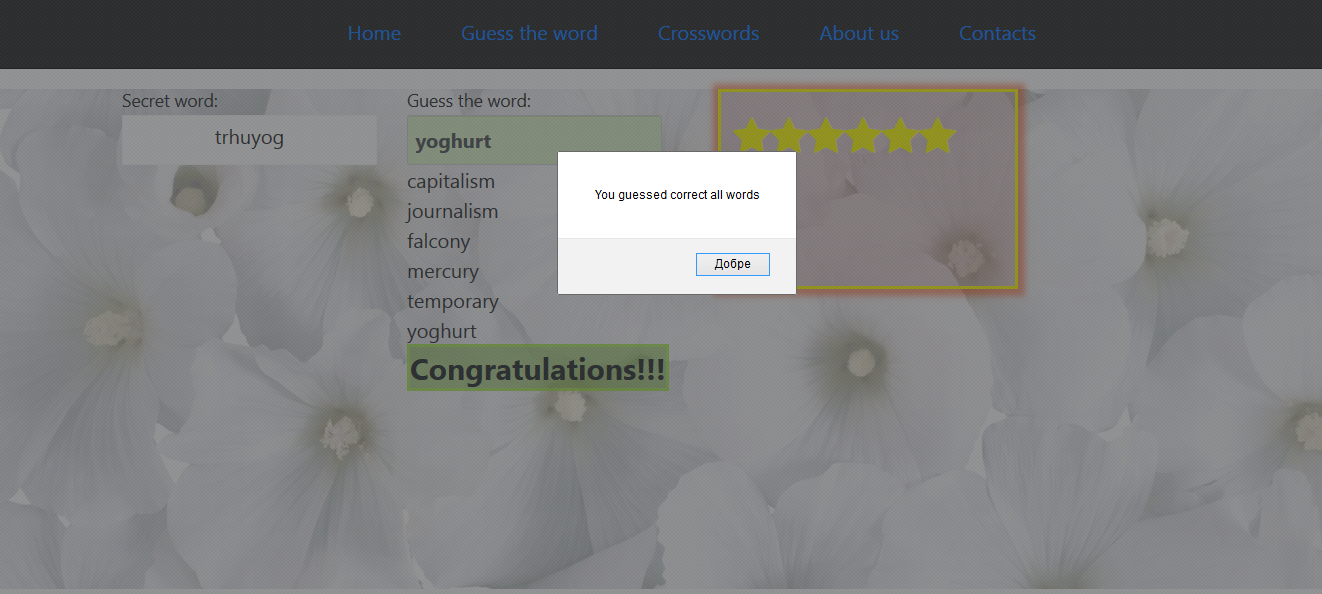 Home Guess the word Crosswords About us Contacts
Secret word:
trhuyog
Guess the word:
yoghurt
capitalism
journalism
falcony
mercury
temporary
yoghurt
Congratulations!!!
You guessed correct all words
Добре